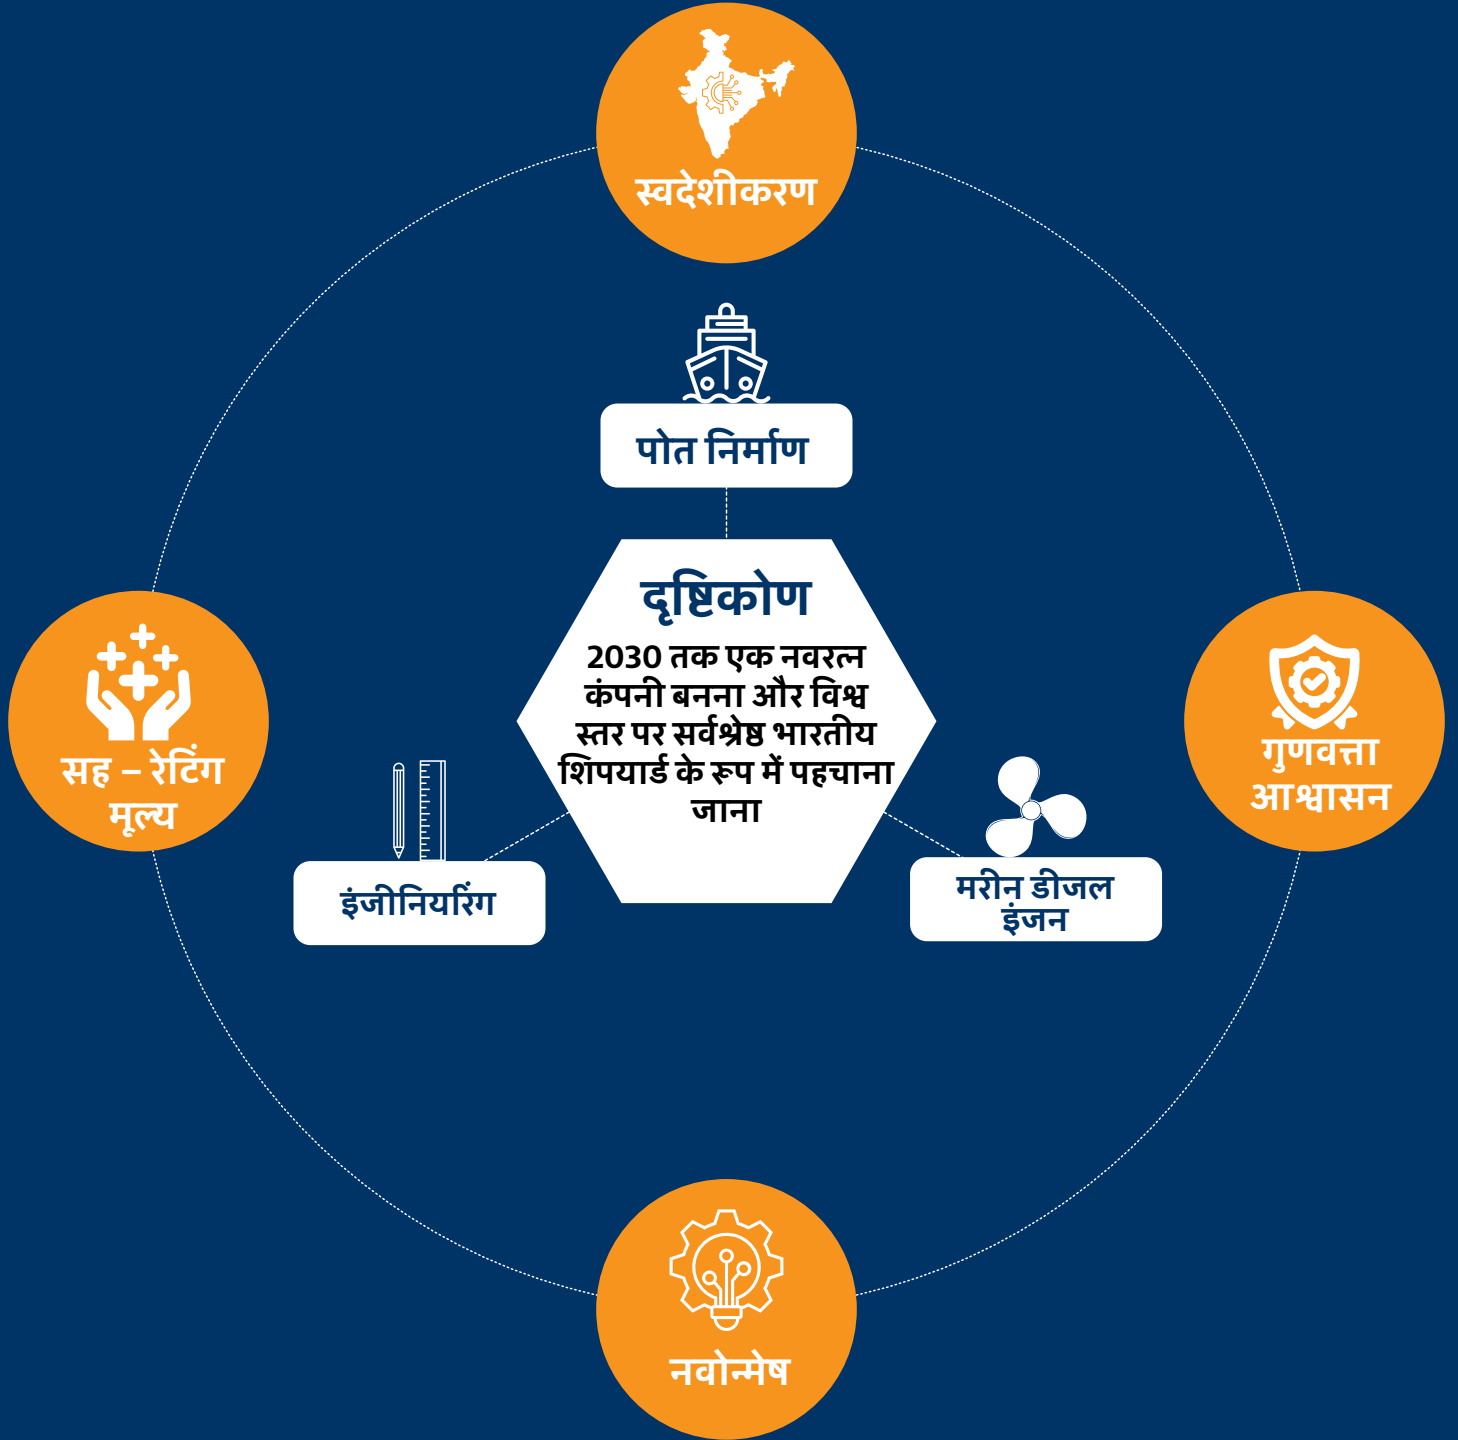 स्वदेशीकरण
पोत निर्माण
दृष्टिकोण
2030 तक एक नवरत्न
कंपनी बनना और विश्व
स्तर पर सर्वश्रेष्ठ भारतीय
शिपयार्ड के रूप में पहचाना
जाना
सह – रेटिंग
मूल्य
गुणवत्ता
आश्वासन
इंजीनियरिंग
मरीन डीजल
इंजन
नवोन्मेष